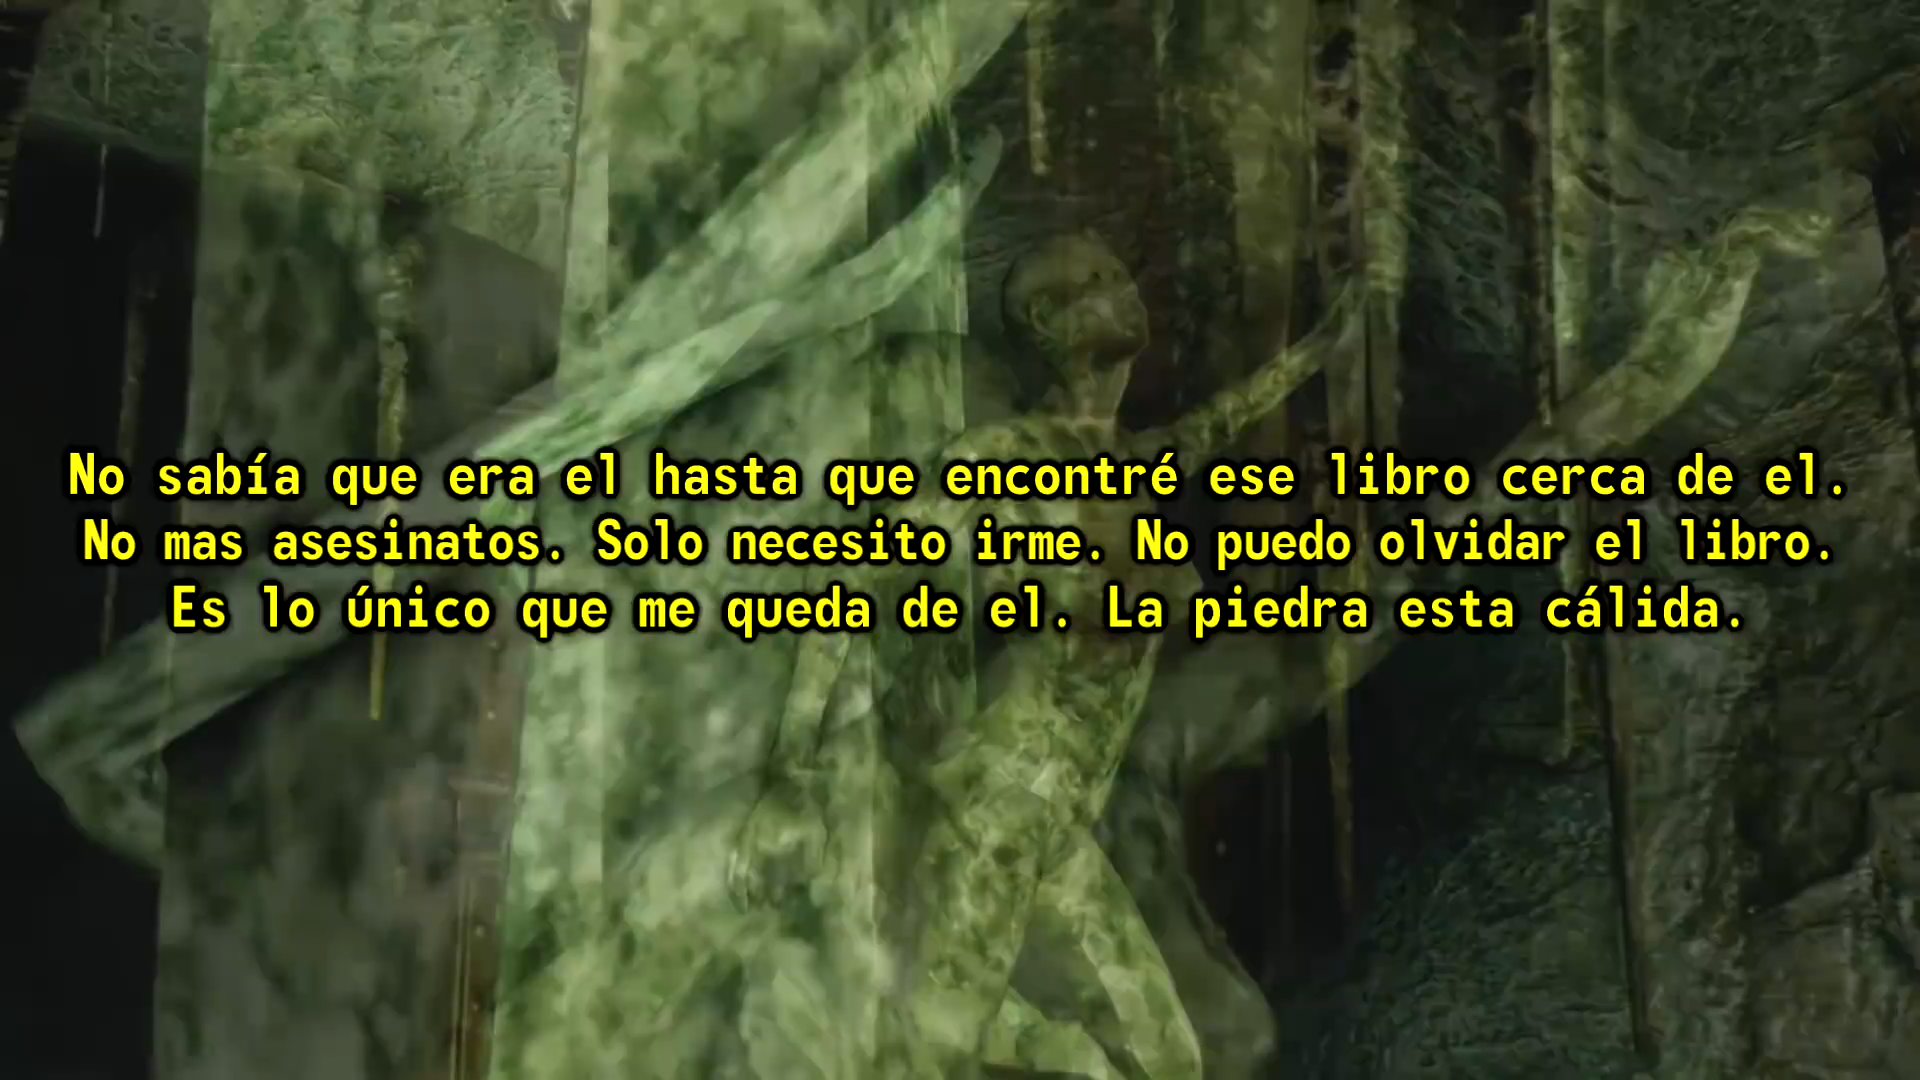 No sabía que era el hasta que encontré ese libro cerca de el.
No mas asesinatos. Solo necesito irme. No puedo olvidar el libro.
Es lo único que me queda de el. La piedra esta cálida.